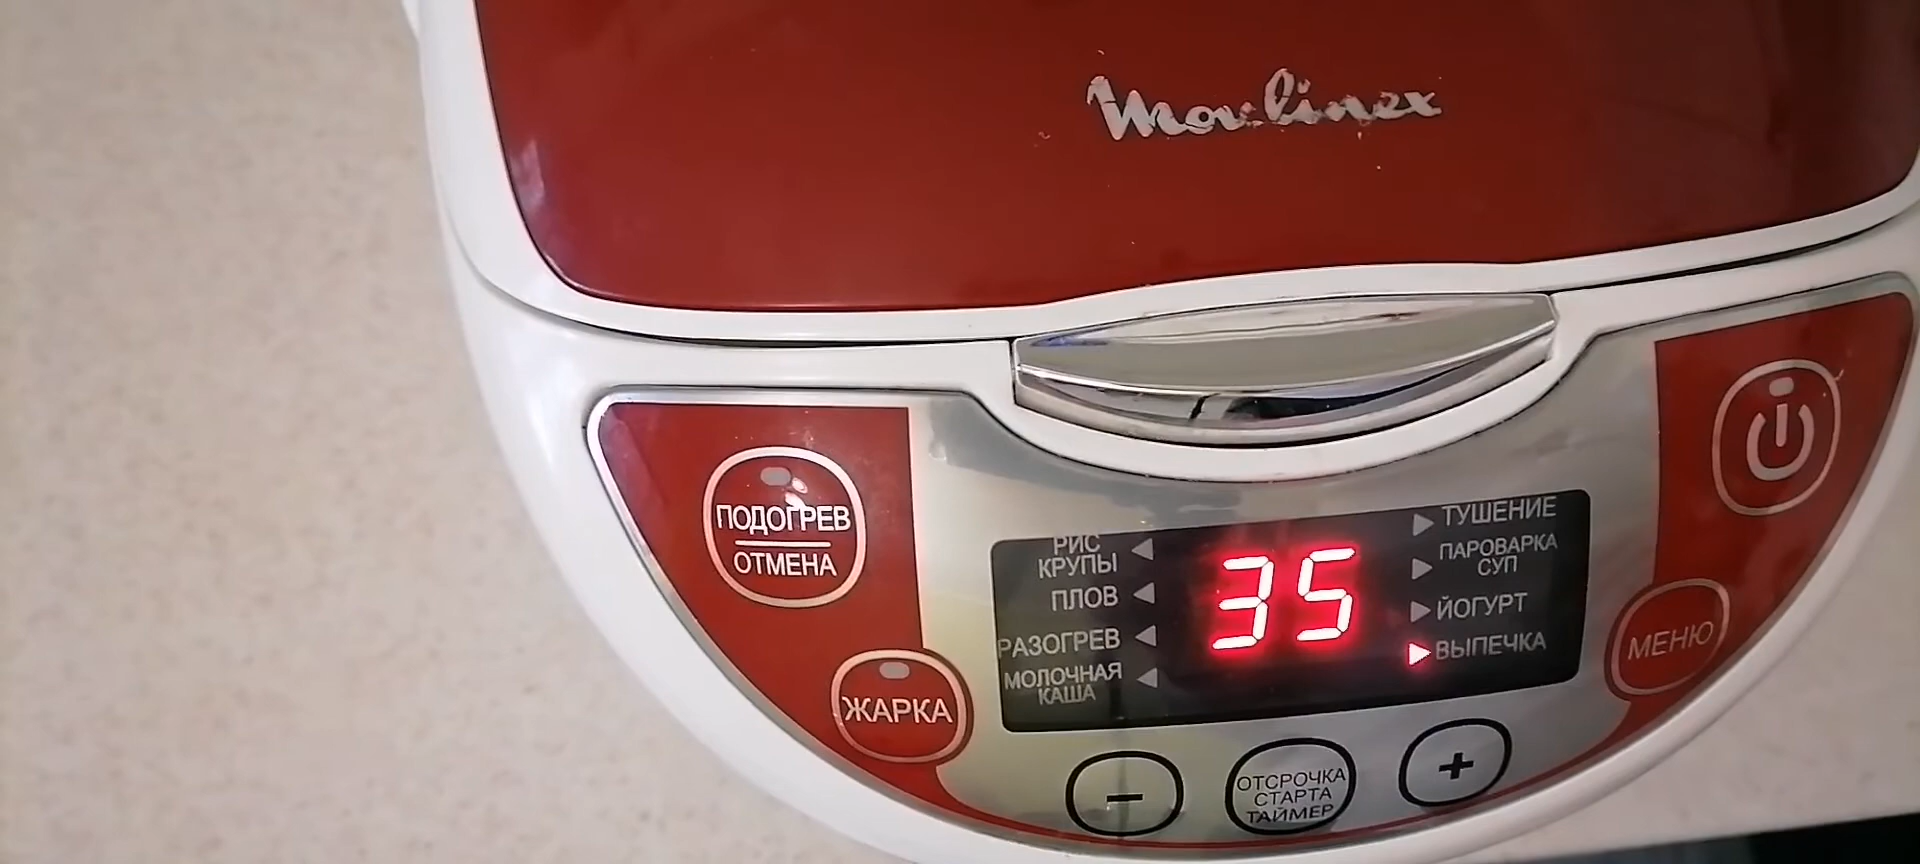 Moulinex
ПОДОГРЕВ
ОТМЕНА
ЖАРКА
РИС
КРУПЫ
ПЛОВ
РАЗОГРЕВ
МОЛОЧНАЯ
КАША
35
ТУШЕНИЕ
ПАРОВАРКА
СУП
ЙОГУРТ
ВЫПЕЧКА
МЕНЮ
-
ОТСРОЧКА
СТАРТА
ТАЙМЕР
+